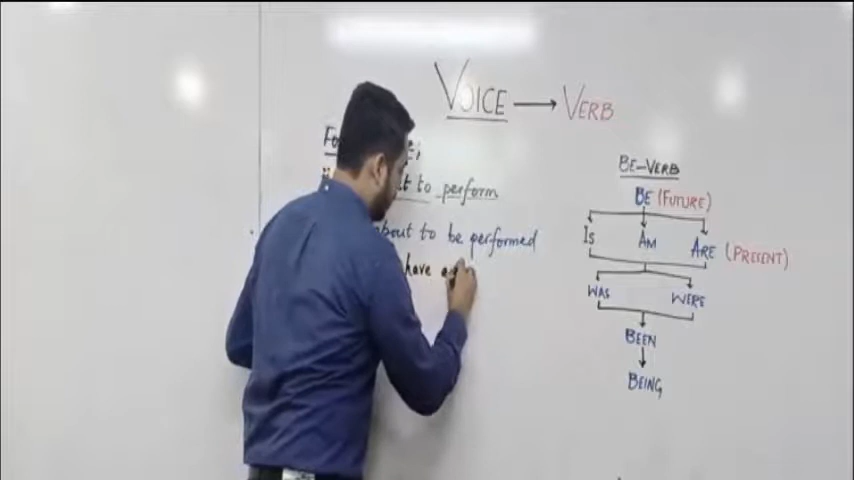 VOICE → VERB
to perform
about to be performed
have
BE-VERB
BE (FUTURE)
IS AM ARE (PRESENT)
WAS WERE
BEEN
BEING